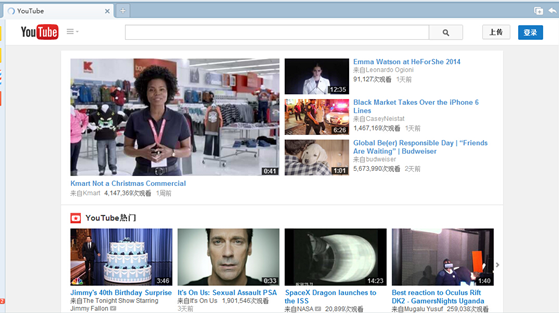 YouTube
YouTube
上传
登录
Kmart Not a Christmas Commercial
来自Kmart 4,147,369次观看 1周前
0:41
Emma Watson at HeForShe 2014
来自Leonardo Ogioni
91,127次观看 1天前
12:35
Black Market Takes Over the iPhone 6 Lines
来自CaseyNeistat
1,467,169次观看 1天前
6:26
Global Be(er) Responsible Day | “Friends Are Waiting” | Budweiser
来自budweiser
5,673,990次观看 2天前
1:01
YouTube热门
3:46
Jimmy's 40th Birthday Surprise
来自The Tonight Show Starring
Jimmy Fallon
0:33
It's On Us: Sexual Assault PSA
来自It's On Us 1,901,546次观看
3天前
14:23
SpaceX Dragon launches to
the ISS
来自NASA 20,899次观看
1:40
Best reaction to Oculus Rift
DK2 - GamersNights Uganda
来自Mugalu Yusuf 259,038次观看